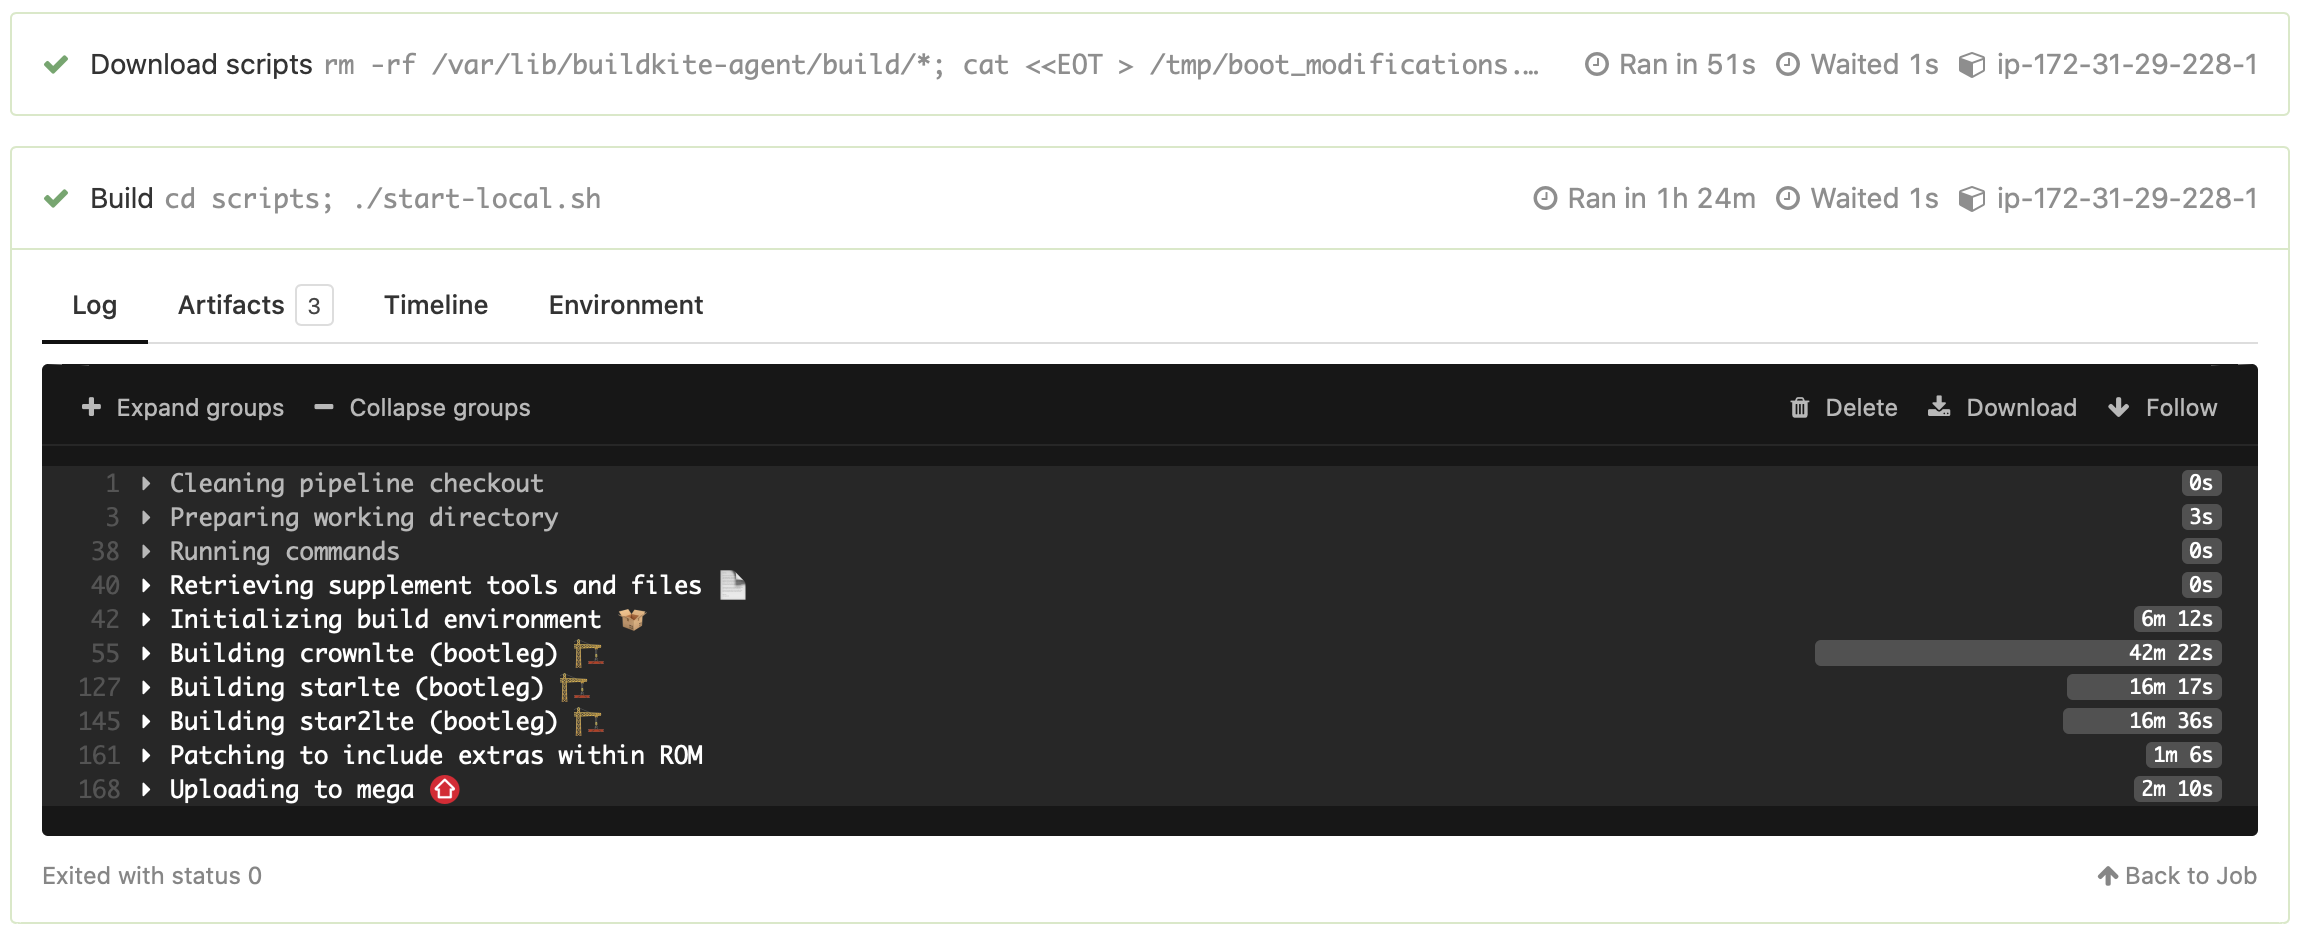 Download scripts rm -rf /var/lib/buildkite-agent/build/*; cat <<EOT > /tmp/boot_modifications.… Ran in 51s Waited 1s ip-172-31-29-228-1
Build cd scripts; ./start-local.sh Ran in 1h 24m Waited 1s ip-172-31-29-228-1
Log Artifacts 3 Timeline Environment
Expand groups Collapse groups Delete Download Follow
1 Cleaning pipeline checkout 0s
3 Preparing working directory 3s
38 Running commands 0s
40 Retrieving supplement tools and files 0s
42 Initializing build environment 6m 12s
55 Building crownlte (bootleg) 42m 22s
127 Building starlte (bootleg) 16m 17s
145 Building star2lte (bootleg) 16m 36s
161 Patching to include extras within ROM 1m 6s
168 Uploading to mega 2m 10s
Exited with status 0 Back to Job